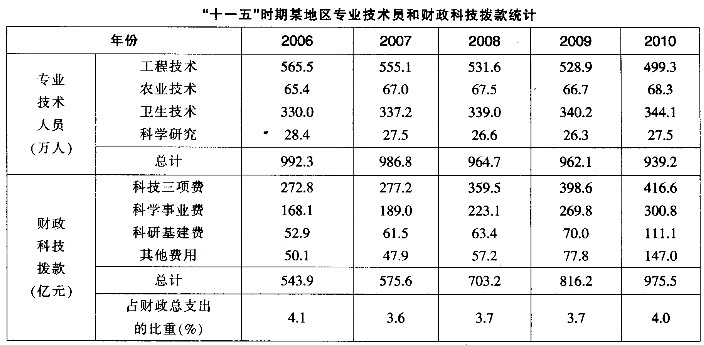 “十一五”时期某地区专业技术员和财政科技拨款统计
年份 2006 2007 2008 2009 2010
专业技术人员(万人)
工程技术 565.5 555.1 531.6 528.9 499.3
农业技术 65.4 67.0 67.5 66.7 68.3
卫生技术 330.0 337.2 339.0 340.2 344.1
科学研究 28.4 27.5 26.6 26.3 27.5
总计 992.3 986.8 964.7 962.1 939.2
财政科技拨款(亿元)
科技三项费 272.8 277.2 359.5 398.6 416.6
科学事业费 168.1 189.0 223.1 269.8 300.8
科研基建费 52.9 61.5 63.4 70.0 111.1
其他费用 50.1 47.9 57.2 77.8 147.0
总计 543.9 575.6 703.2 816.2 975.5
占财政总支出
的比重(%) 4.1 3.6 3.7 3.7 4.0